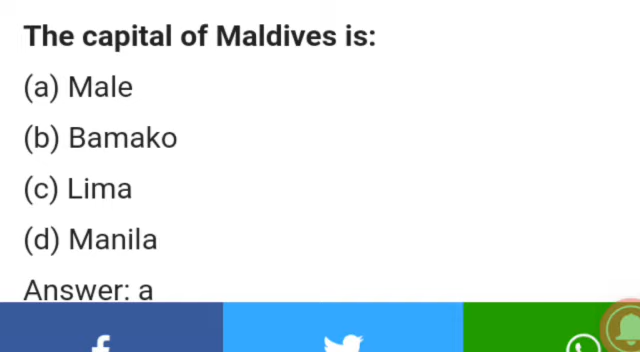 The capital of Maldives is:
(a) Male
(b) Bamako
(c) Lima
(d) Manila
Answer: a